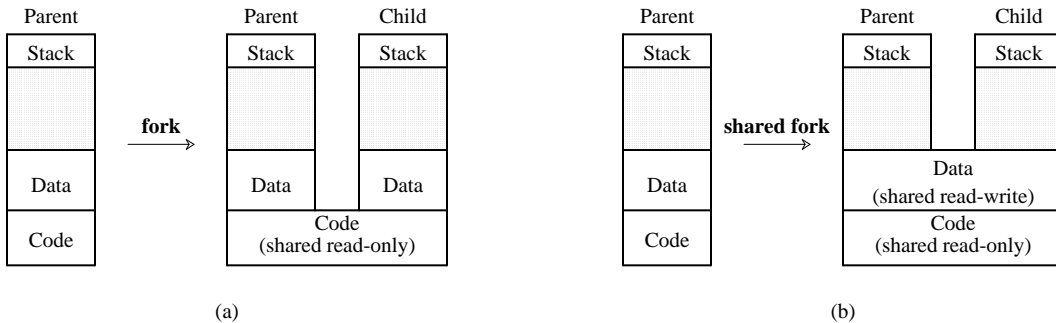 Parent
Parent
Child
Stack
Stack
Stack
fork
Data
Data
Data
Code
Code
(shared read-only)
(a)
Parent
Parent
Child
Stack
Stack
Stack
shared fork
Data
Data
(shared read-write)
Code
Code
(shared read-only)
(b)